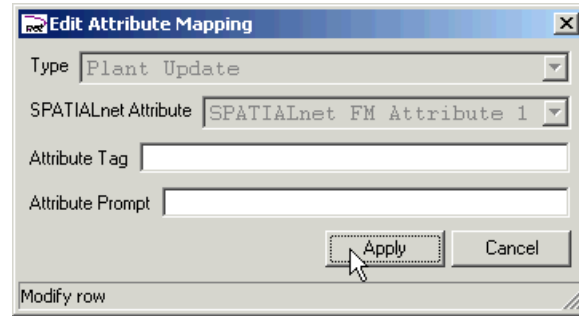 Edit Attribute Mapping
Type Plant Update
SPATIALnet Attribute SPATIALnet FM Attribute 1
Attribute Tag
Attribute Prompt
Apply Cancel
Modify row